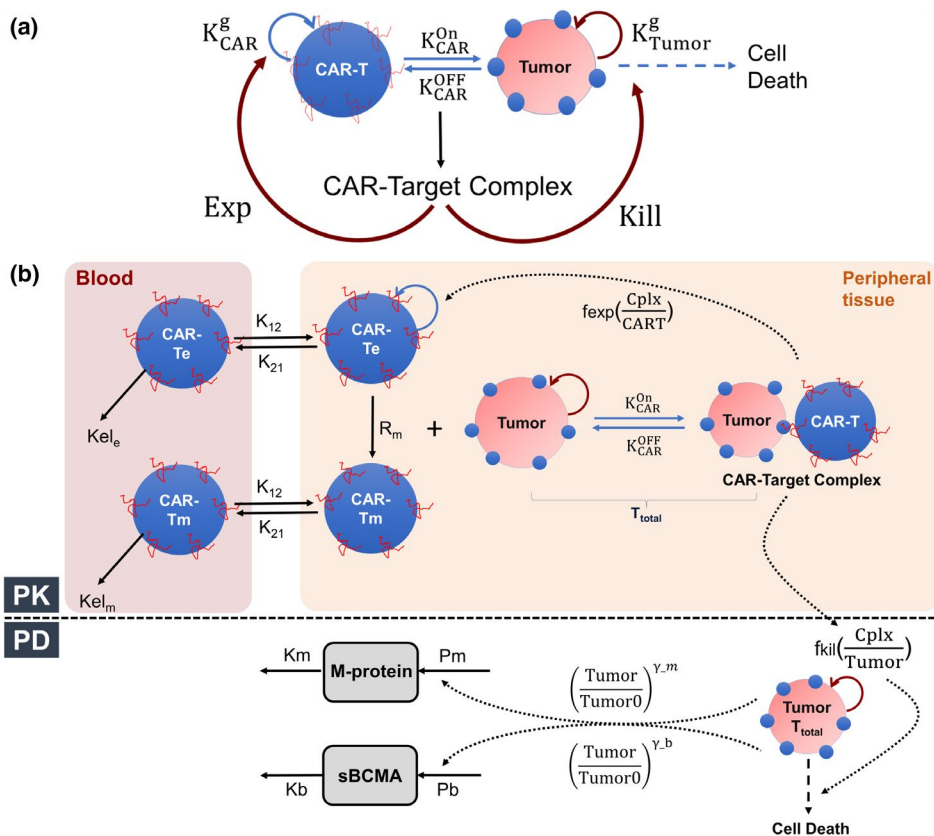 (a)
K^g_CAR
CAR-T
K^On_CAR
K^OFF_CAR
Tumor
K^g_Tumor
Cell
Death
CAR-Target Complex
Exp
Kill
(b)
Blood
Peripheral
tissue
CAR-
Te
K₁₂
K₂₁
CAR-
Te
fexp(Cplx/CART)
Kel_e
R_m
+
Tumor
K^On_CAR
K^OFF_CAR
Tumor
CAR-T
CAR-Target Complex
T_total
CAR-
Tm
K₁₂
K₂₁
CAR-
Tm
Kel_m
PK
PD
fkil(Cplx/Tumor)
Km
M-protein
Pm
(Tumor/Tumor0)^γ_m
Tumor
T_total
Kb
sBCMA
Pb
(Tumor/Tumor0)^γ_b
Cell Death